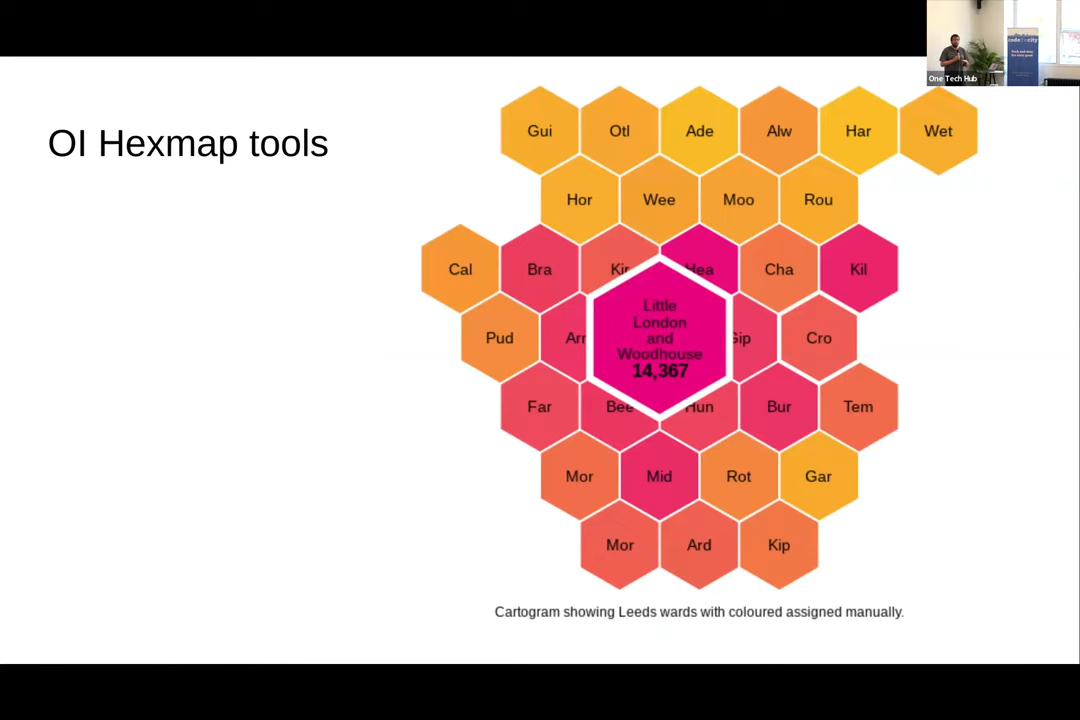 OI Hexmap tools
One Tech Hub
Gui Otl Ade Alw Har Wet
Hor Wee Moo Rou
Cal Bra Kir Hea Cha Kil
Pud Arm Gip Cro
Little
London
and
Woodhouse
14,367
Far Bee Hun Bur Tem
Mor Mid Rot Gar
Mor Ard Kip
Cartogram showing Leeds wards with coloured assigned manually.